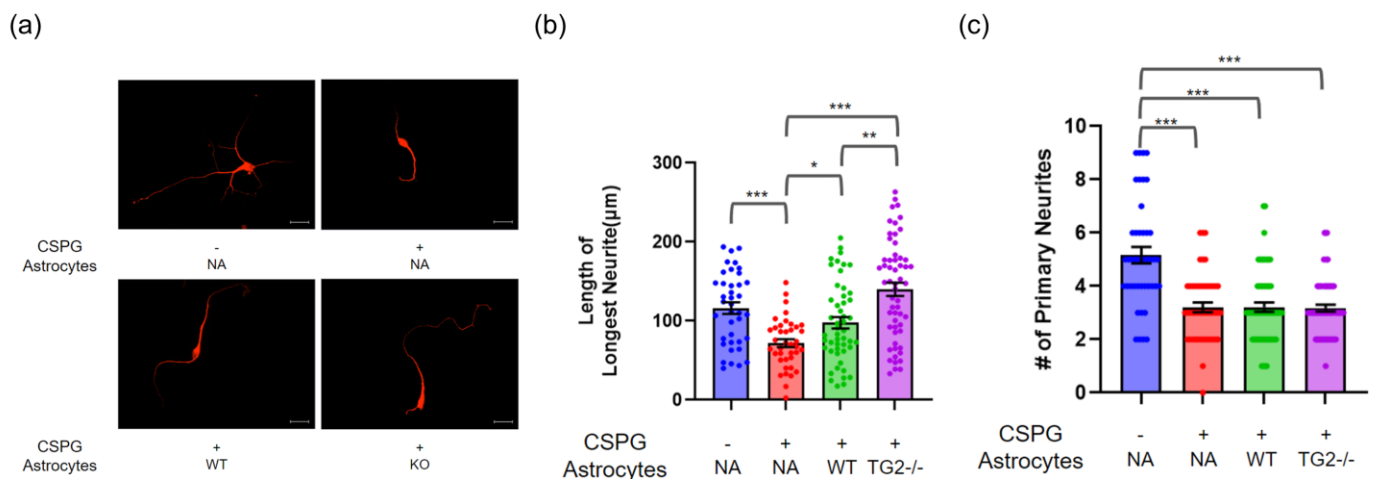 (a)
CSPG - +
Astrocytes NA NA
CSPG + +
Astrocytes WT KO
(b)
Length of
Longest Neurite(μm)
300
200
100
0
***
*
***
**
CSPG - + + +
Astrocytes NA NA WT TG2-/-
(c)
# of Primary Neurites
10
8
6
4
2
0
***
***
***
CSPG - + + +
Astrocytes NA NA WT TG2-/-